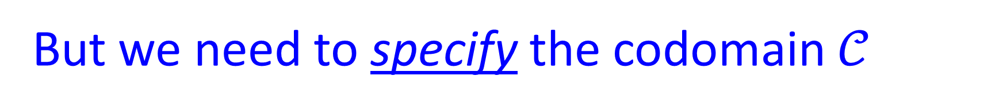 But we need to specify the codomain 𝒞